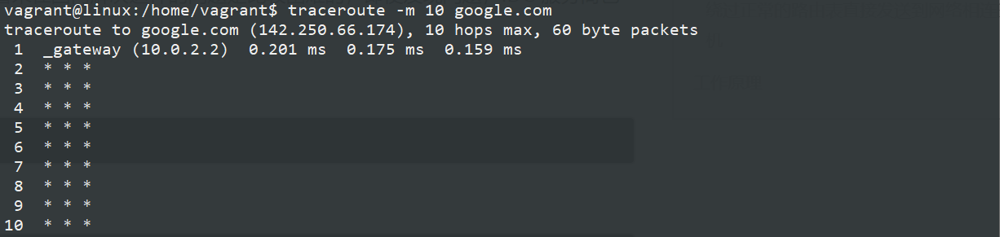 vagrant@linux:/home/vagrant$ traceroute -m 10 google.com
traceroute to google.com (142.250.66.174), 10 hops max, 60 byte packets
 1  _gateway (10.0.2.2)  0.201 ms  0.175 ms  0.159 ms
 2  * * *
 3  * * *
 4  * * *
 5  * * *
 6  * * *
 7  * * *
 8  * * *
 9  * * *
10  * * *